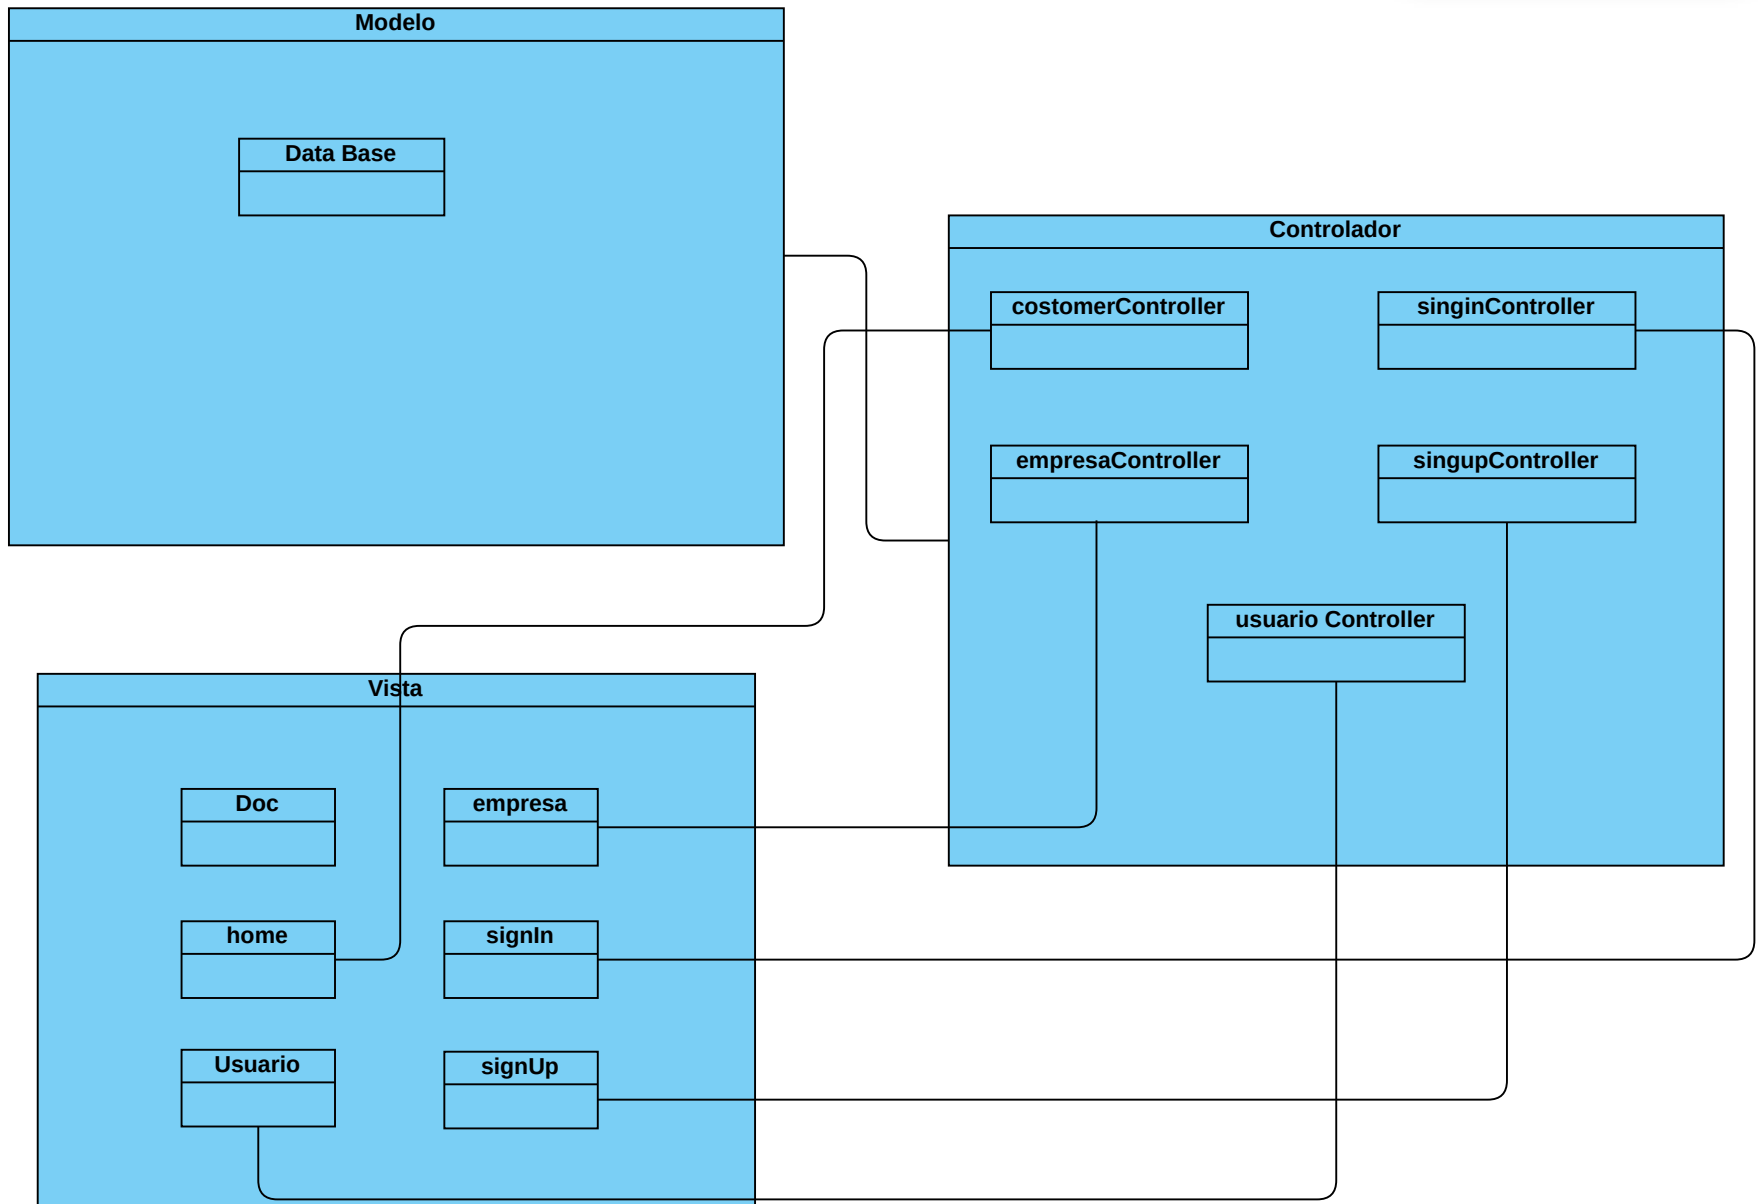 Modelo
Data Base
Controlador
costomerController
singinController
empresaController
singupController
usuario Controller
Vista
Doc
empresa
home
signIn
Usuario
signUp